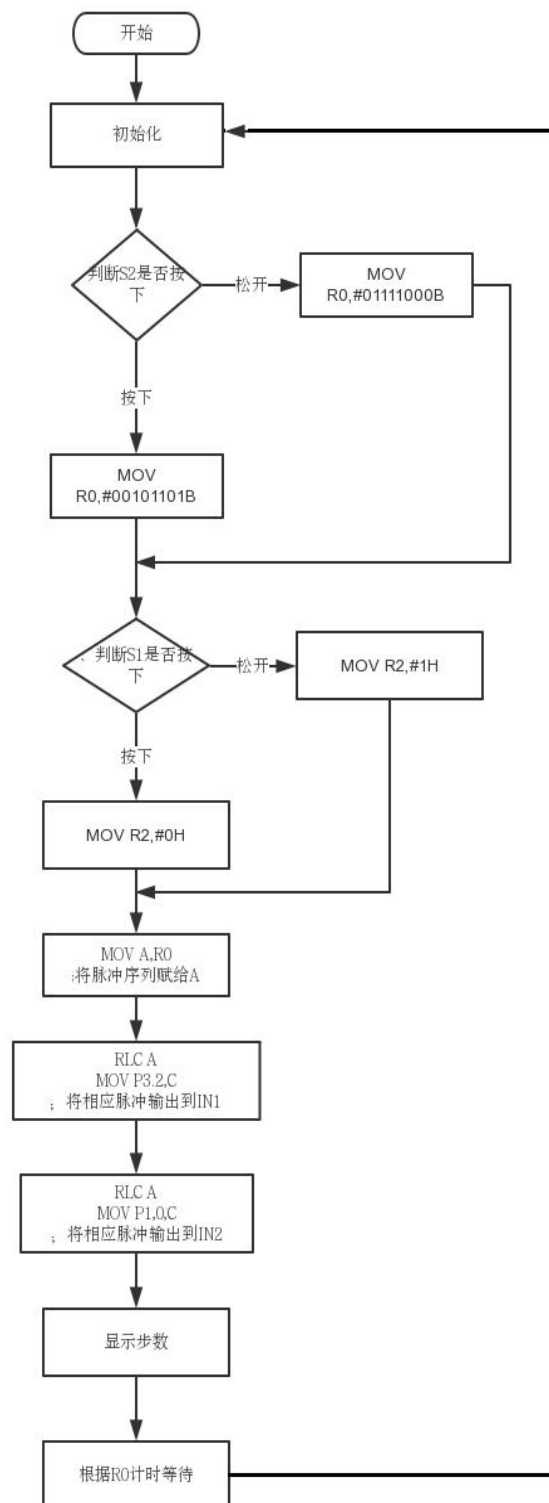 开始
初始化
判断S2是否按
下
松开
MOV
R0,#01111000B
按下
MOV
R0,#00101101B
、判断S1是否按
下
松开
MOV R2,#1H
按下
MOV R2,#0H
MOV A,R0
;将脉冲序列赋给A
RLC A
MOV P3.2,C
；将相应脉冲输出到IN1
RLC A
MOV P1,0,C
；将相应脉冲输出到IN2
显示步数
根据R0计时等待